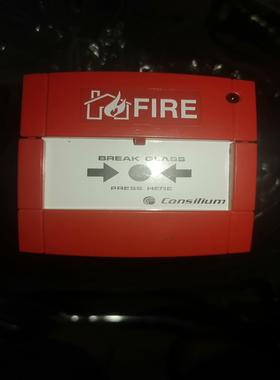 FIRE
BREAK GLASS
PRESS HERE
Consilium